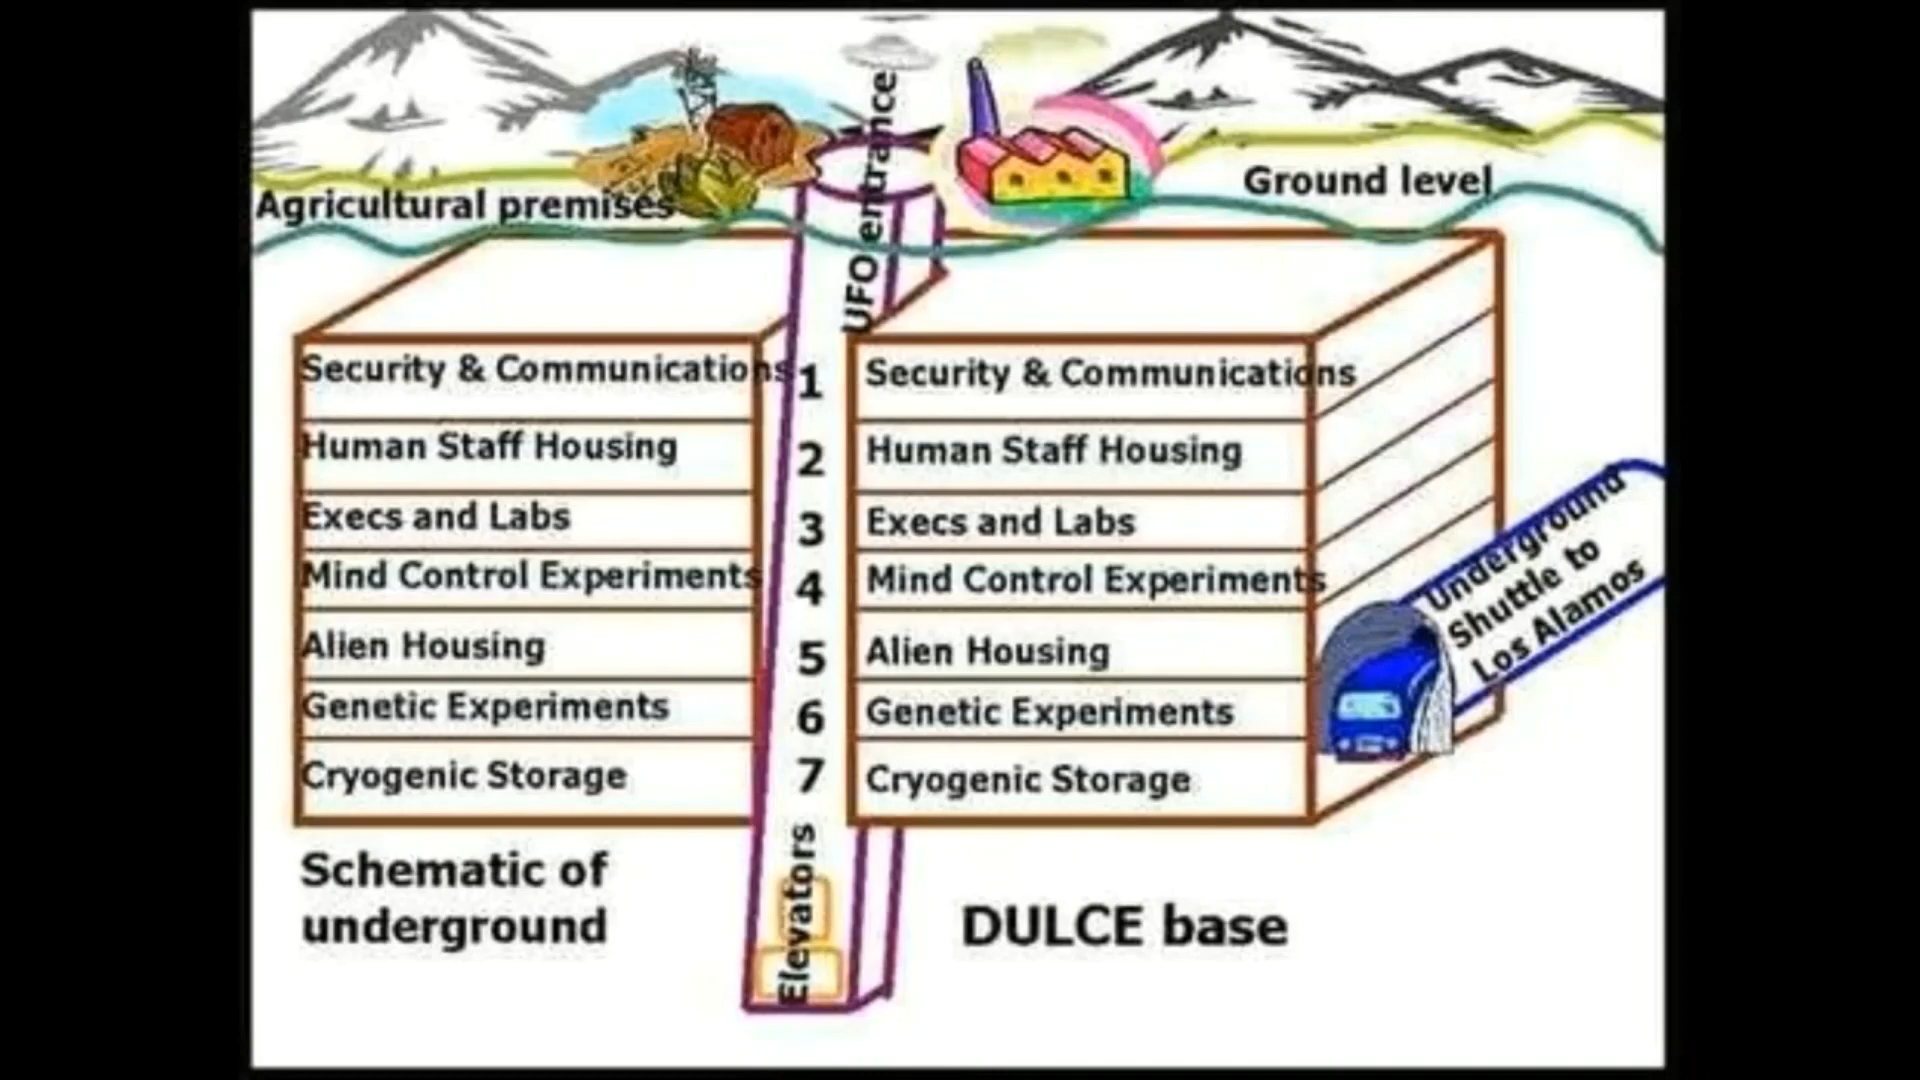 UFO entrance
Ground level
Agricultural premises
Security & Communications
1
Security & Communications
Human Staff Housing
2
Human Staff Housing
Execs and Labs
3
Execs and Labs
Mind Control Experiments
4
Mind Control Experiments
Alien Housing
5
Alien Housing
Genetic Experiments
6
Genetic Experiments
Cryogenic Storage
7
Cryogenic Storage
Underground
Shuttle to
Los Alamos
Elevators
Schematic of
underground
DULCE base